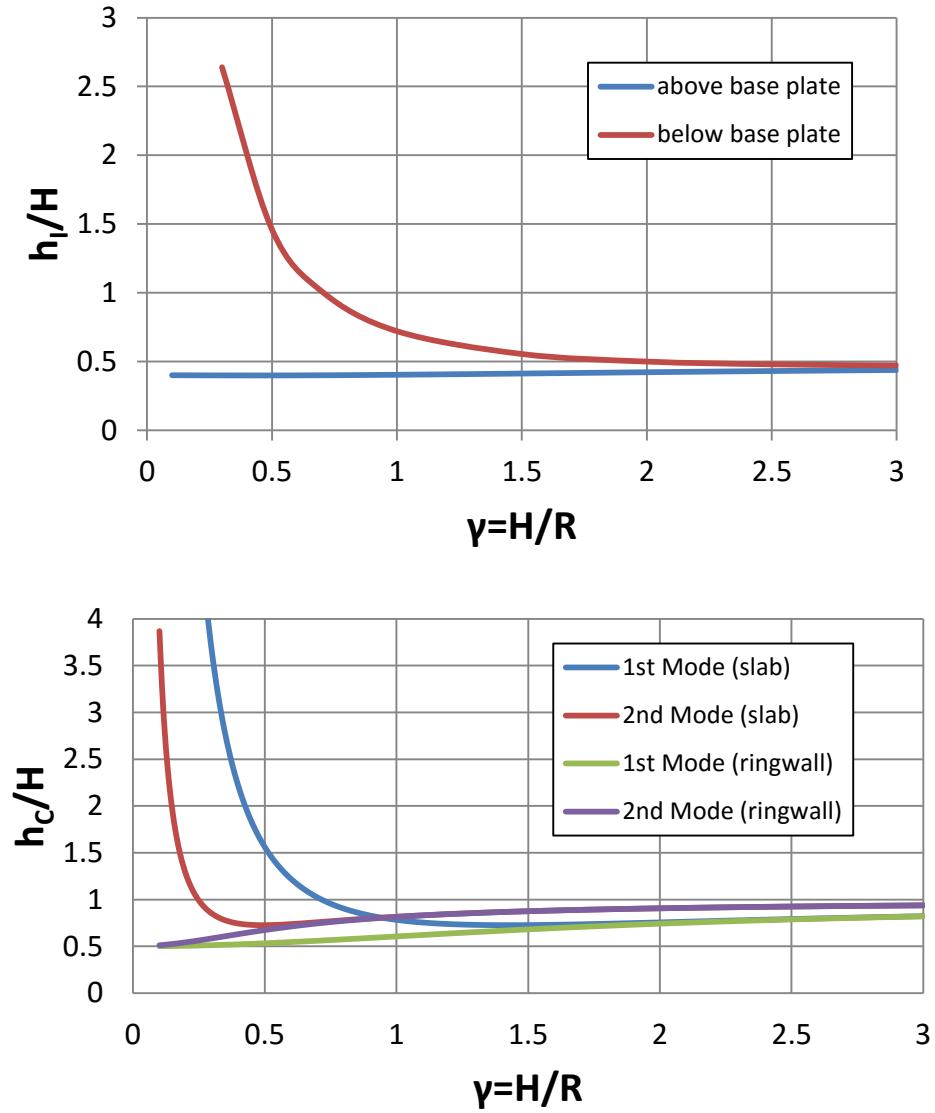 3
2.5
2
1.5
1
0.5
0
h_I/H
above base plate
below base plate
0 0.5 1 1.5 2 2.5 3
γ=H/R
4
3.5
3
2.5
2
1.5
1
0.5
0
h_C/H
1st Mode (slab)
2nd Mode (slab)
1st Mode (ringwall)
2nd Mode (ringwall)
0 0.5 1 1.5 2 2.5 3
γ=H/R